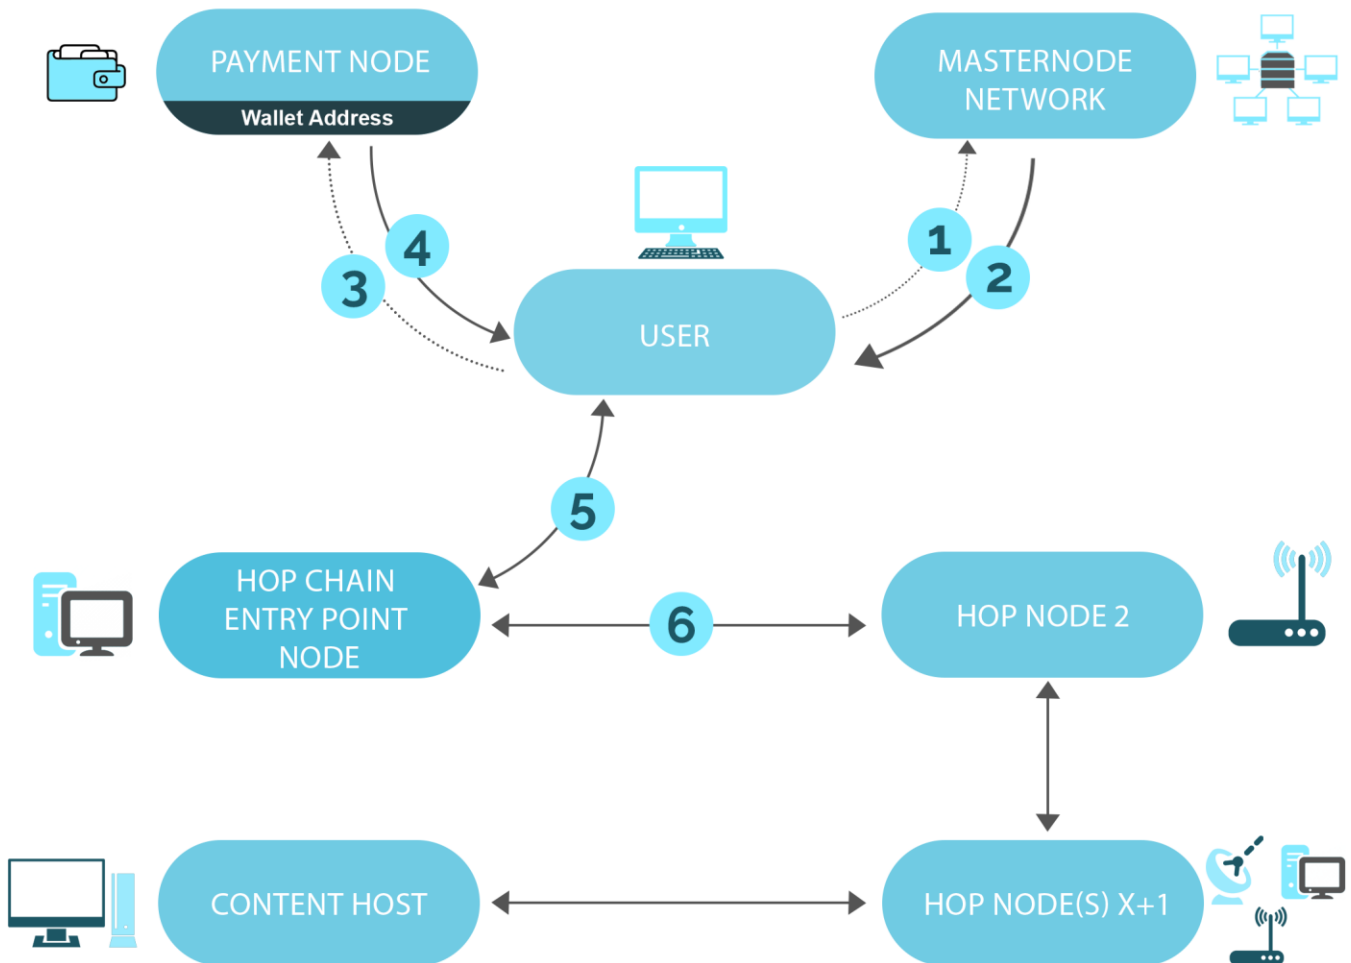 PAYMENT NODE
Wallet Address
MASTERNODE
NETWORK
1
2
3
4
USER
5
HOP CHAIN
ENTRY POINT
NODE
6
HOP NODE 2
CONTENT HOST
HOP NODE(S) X+1